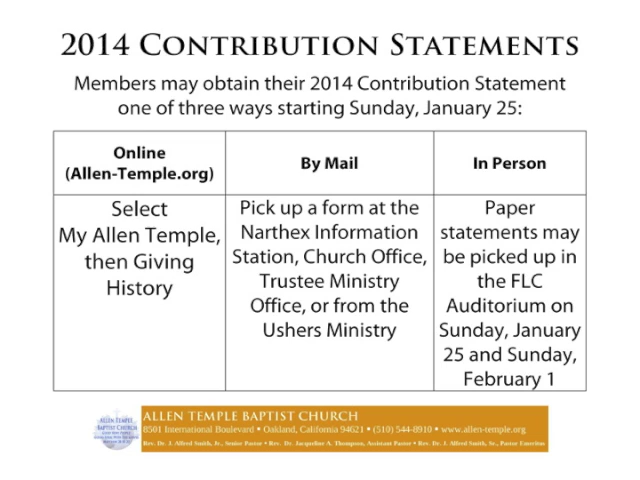 2014 CONTRIBUTION STATEMENTS
Members may obtain their 2014 Contribution Statement
one of three ways starting Sunday, January 25:
Online
(Allen-Temple.org)
By Mail
In Person
Select
My Allen Temple,
then Giving
History
Pick up a form at the
Narthex Information
Station, Church Office,
Trustee Ministry
Office, or from the
Ushers Ministry
Paper
statements may
be picked up in
the FLC
Auditorium on
Sunday, January
25 and Sunday,
February 1
ALLEN TEMPLE
BAPTIST CHURCH
ALLEN TEMPLE BAPTIST CHURCH
8501 International Boulevard • Oakland, California 94621 • (510) 544-8910 • www.allen-temple.org
Rev. Dr. J. Alfred Smith, Jr., Senior Pastor • Rev. Dr. Jacqueline A. Thompson, Assistant Pastor • Rev. Dr. J. Alfred Smith, Sr., Pastor Emeritus